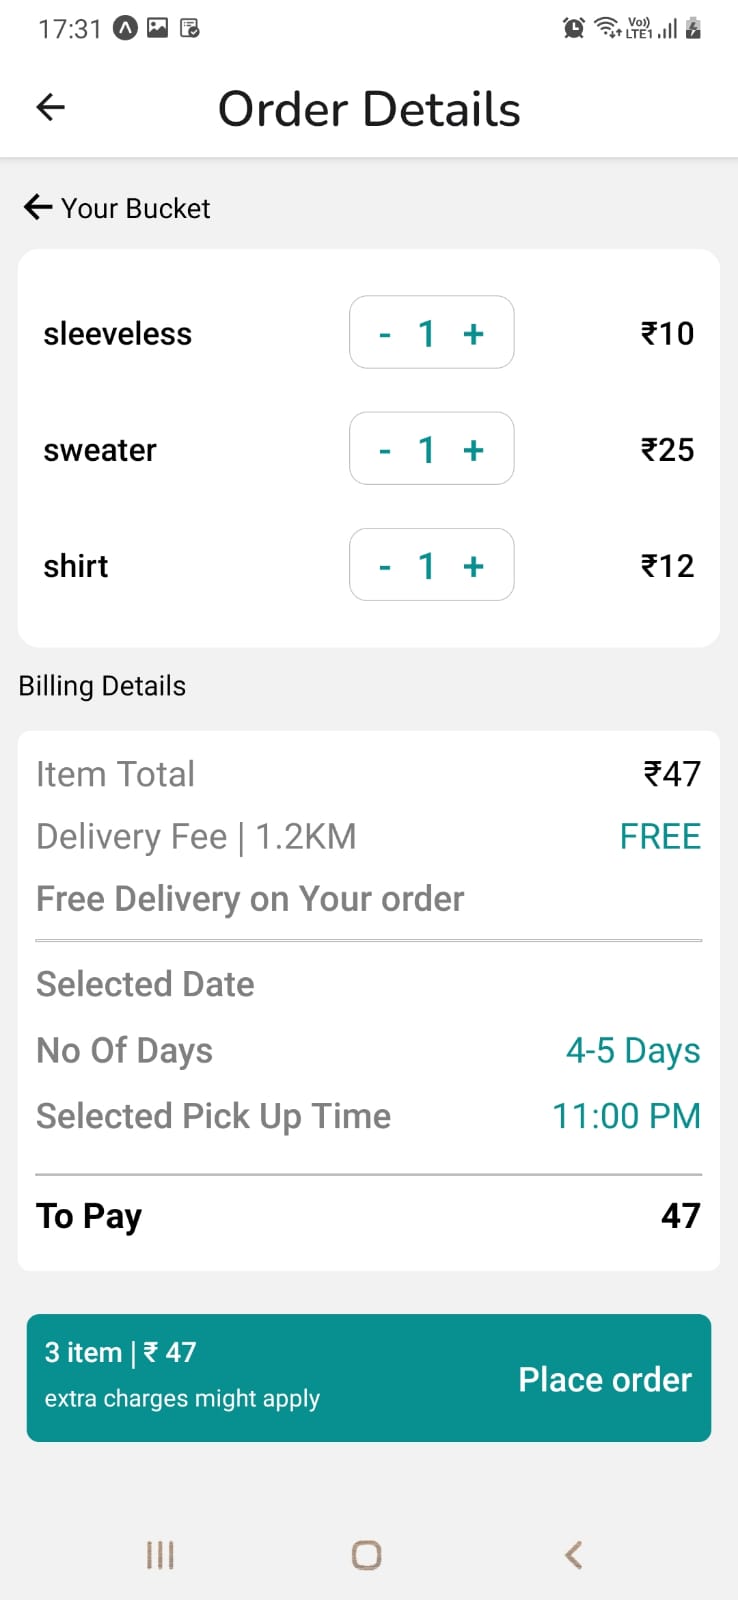 17:31
Vo))
LTE1
Order Details
Your Bucket
sleeveless - 1 + ₹10
sweater - 1 + ₹25
shirt - 1 + ₹12
Billing Details
Item Total ₹47
Delivery Fee | 1.2KM FREE
Free Delivery on Your order
Selected Date
No Of Days 4-5 Days
Selected Pick Up Time 11:00 PM
To Pay 47
3 item | ₹ 47
extra charges might apply
Place order